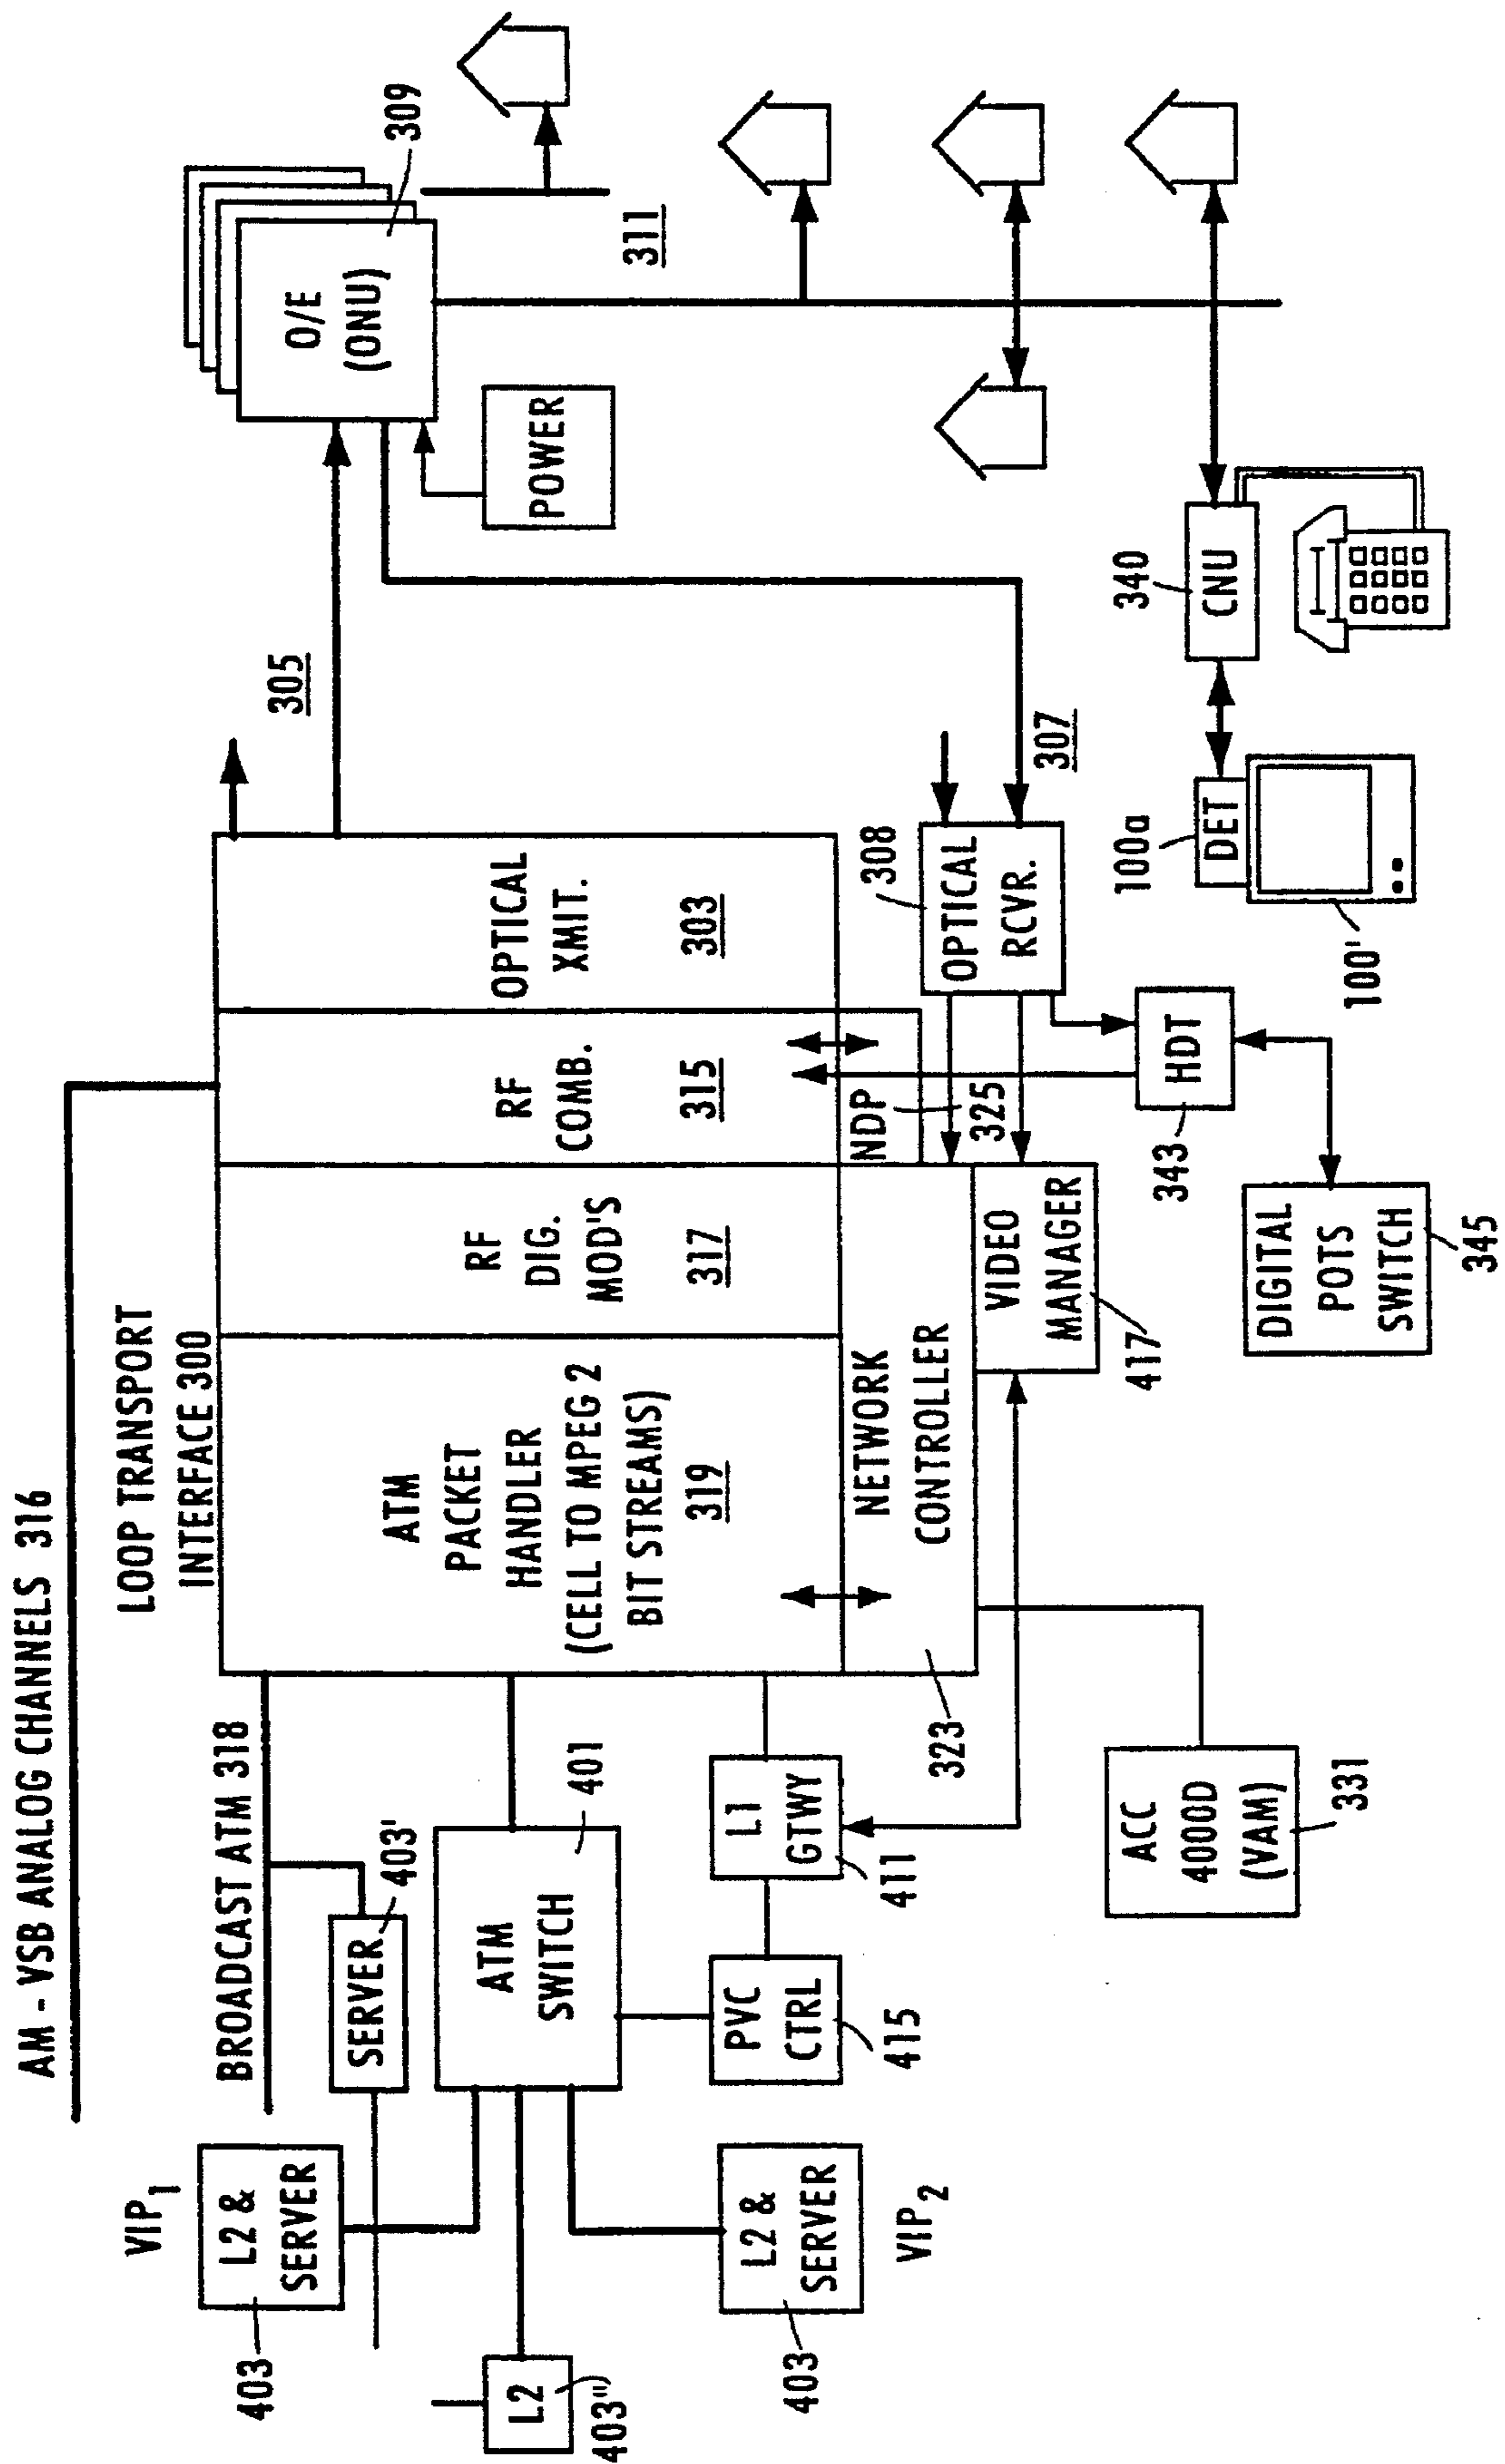 AM - VSB ANALOG CHANNELS 316
LOOP TRANSPORT
INTERFACE 300
BROADCAST ATM 318
VIP1
L2 &
SERVER
403
SERVER
403'
ATM
SWITCH
401
L2
403"
L2 &
SERVER
403
VIP2
PVC
CTRL
415
L1
GTWY
411
ATM
PACKET
HANDLER
(CELL TO MPEG 2
BIT STREAMS)
319
RF
DIG.
MOD'S
317
RF
COMB.
315
OPTICAL
XMIT.
303
NETWORK
CONTROLLER
323
NDP
325
VIDEO
MANAGER
417
ACC
4000D
(VAM)
331
305
O/E
(ONU)
309
311
POWER
307
308
OPTICAL
RCVR.
HDT
343
DIGITAL
POTS
SWITCH
345
340
CNU
DET
100a
100'